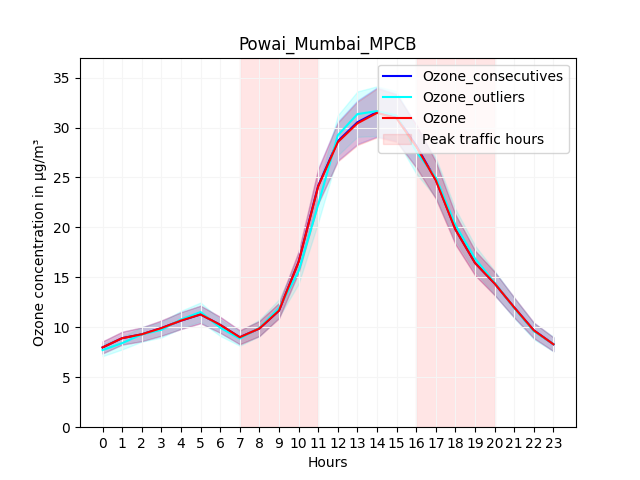 Powai_Mumbai_MPCB
Ozone concentration in µg/m³
35
30
25
20
15
10
5
0
Ozone_consecutives
Ozone_outliers
Ozone
Peak traffic hours
0 1 2 3 4 5 6 7 8 9 10 11 12 13 14 15 16 17 18 19 20 21 22 23
Hours